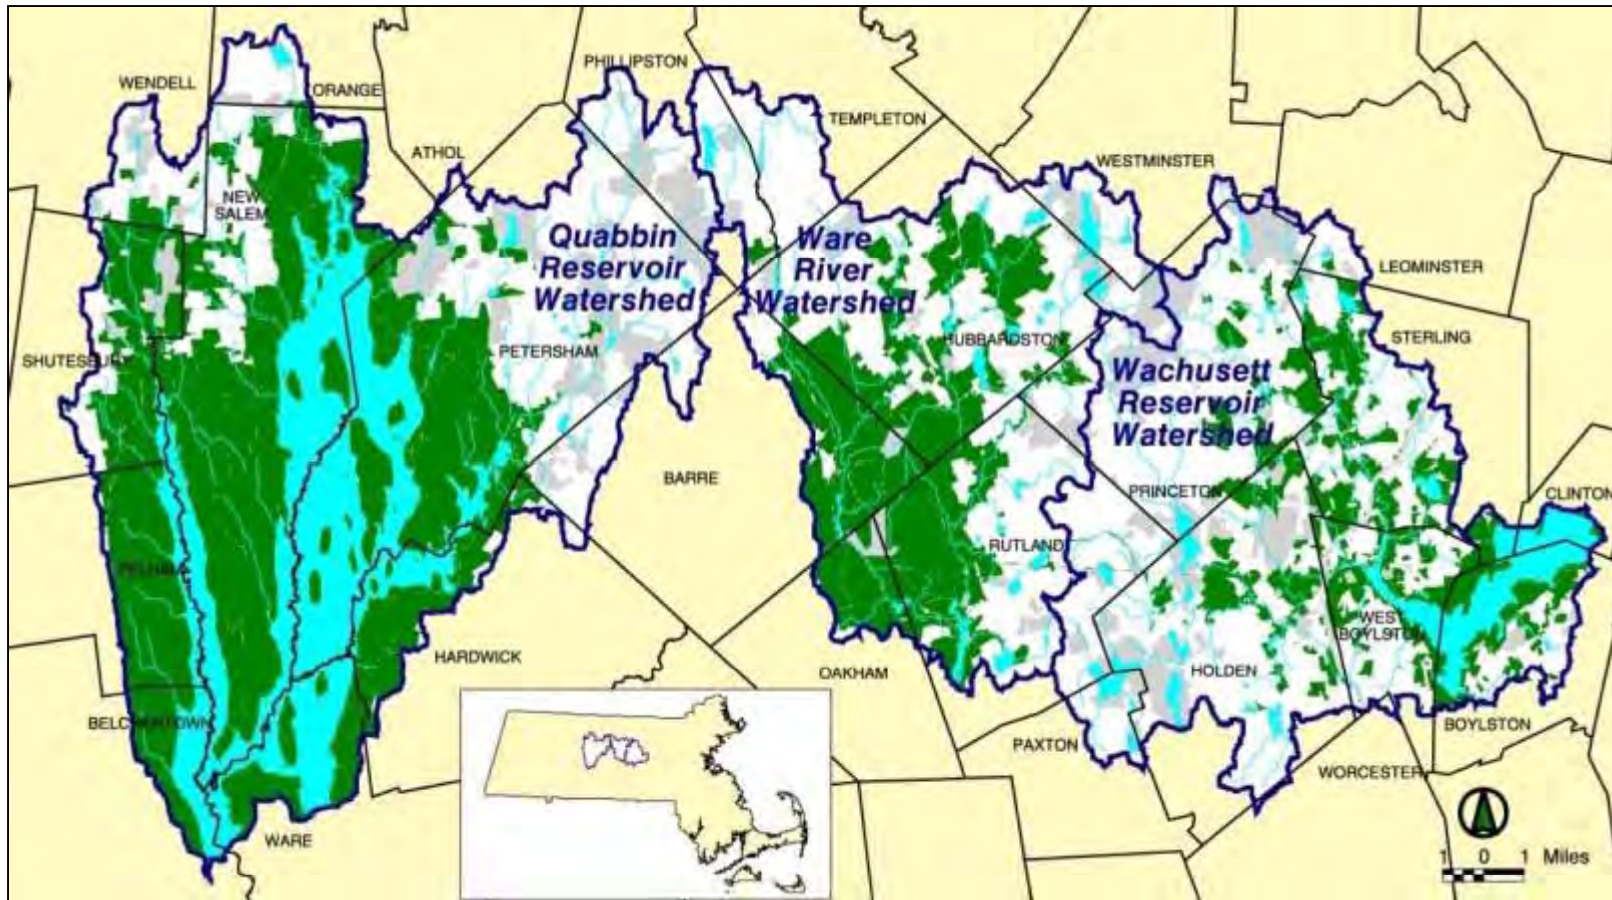 WENDELL
ORANGE
PHILLIPSTON
TEMPLETON
ATHOL
WESTMINSTER
NEW
SALEM
Quabbin
Reservoir
Watershed
Ware
River
Watershed
LEOMINSTER
SHUTESBURY
PETERSHAM
HUBBARDSTON
STERLING
Wachusett
Reservoir
Watershed
BARRE
PRINCETON
CLINTON
RUTLAND
PELHAM
WEST
BOYLSTON
HARDWICK
OAKHAM
HOLDEN
BELCHERTOWN
PAXTON
BOYLSTON
WORCESTER
WARE
1 0 1 Miles